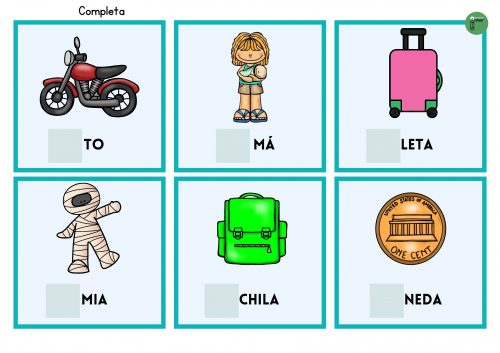 Completa
TO
MÁ
LETA
MIA
CHILA
UNITED STATES OF AMERICA
ONE CENT
NEDA